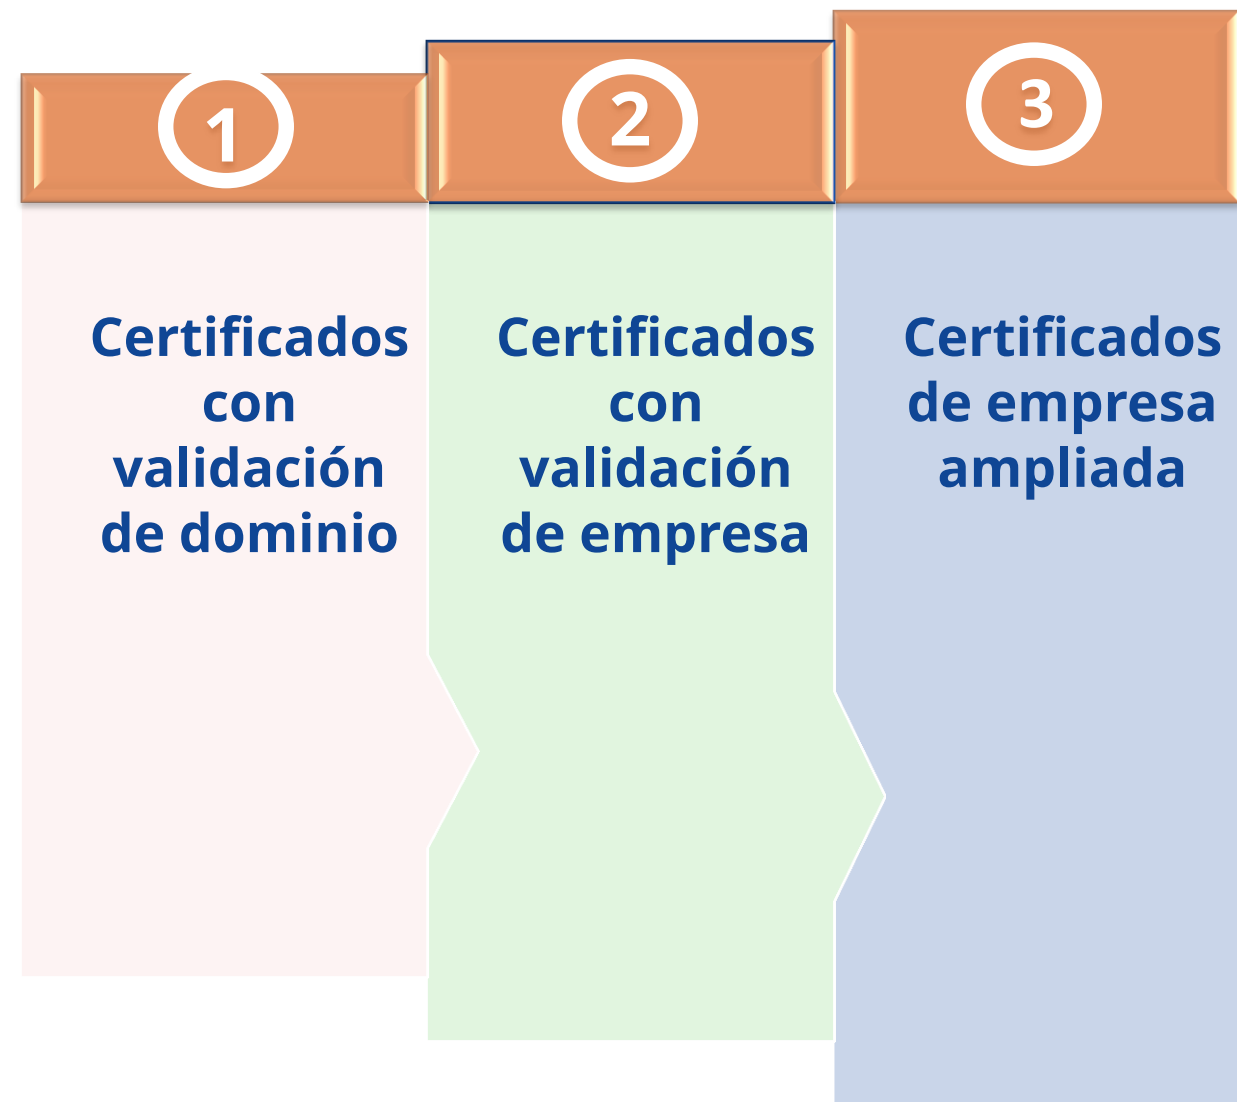 1
2
3
Certificados
con
validación
de dominio
Certificados
con
validación
de empresa
Certificados
de empresa
ampliada